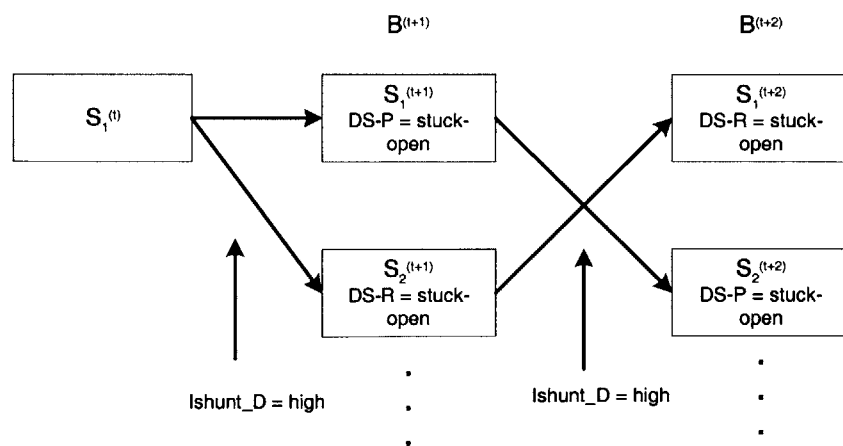 B(t+1)
B(t+2)
S1(t)
S1(t+1)
DS-P = stuck-
open
S1(t+2)
DS-R = stuck-
open
S2(t+1)
DS-R = stuck-
open
S2(t+2)
DS-P = stuck-
open
Ishunt_D = high
Ishunt_D = high